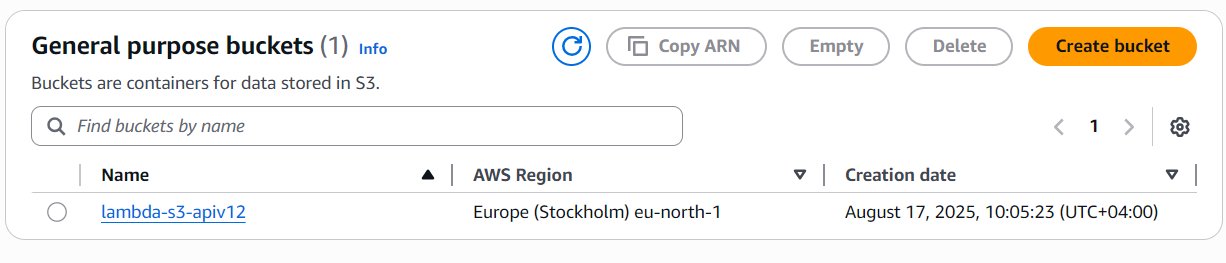 General purpose buckets (1) Info
Copy ARN
Empty
Delete
Create bucket
Buckets are containers for data stored in S3.
Find buckets by name
1
Name AWS Region Creation date
lambda-s3-apiv12 Europe (Stockholm) eu-north-1 August 17, 2025, 10:05:23 (UTC+04:00)